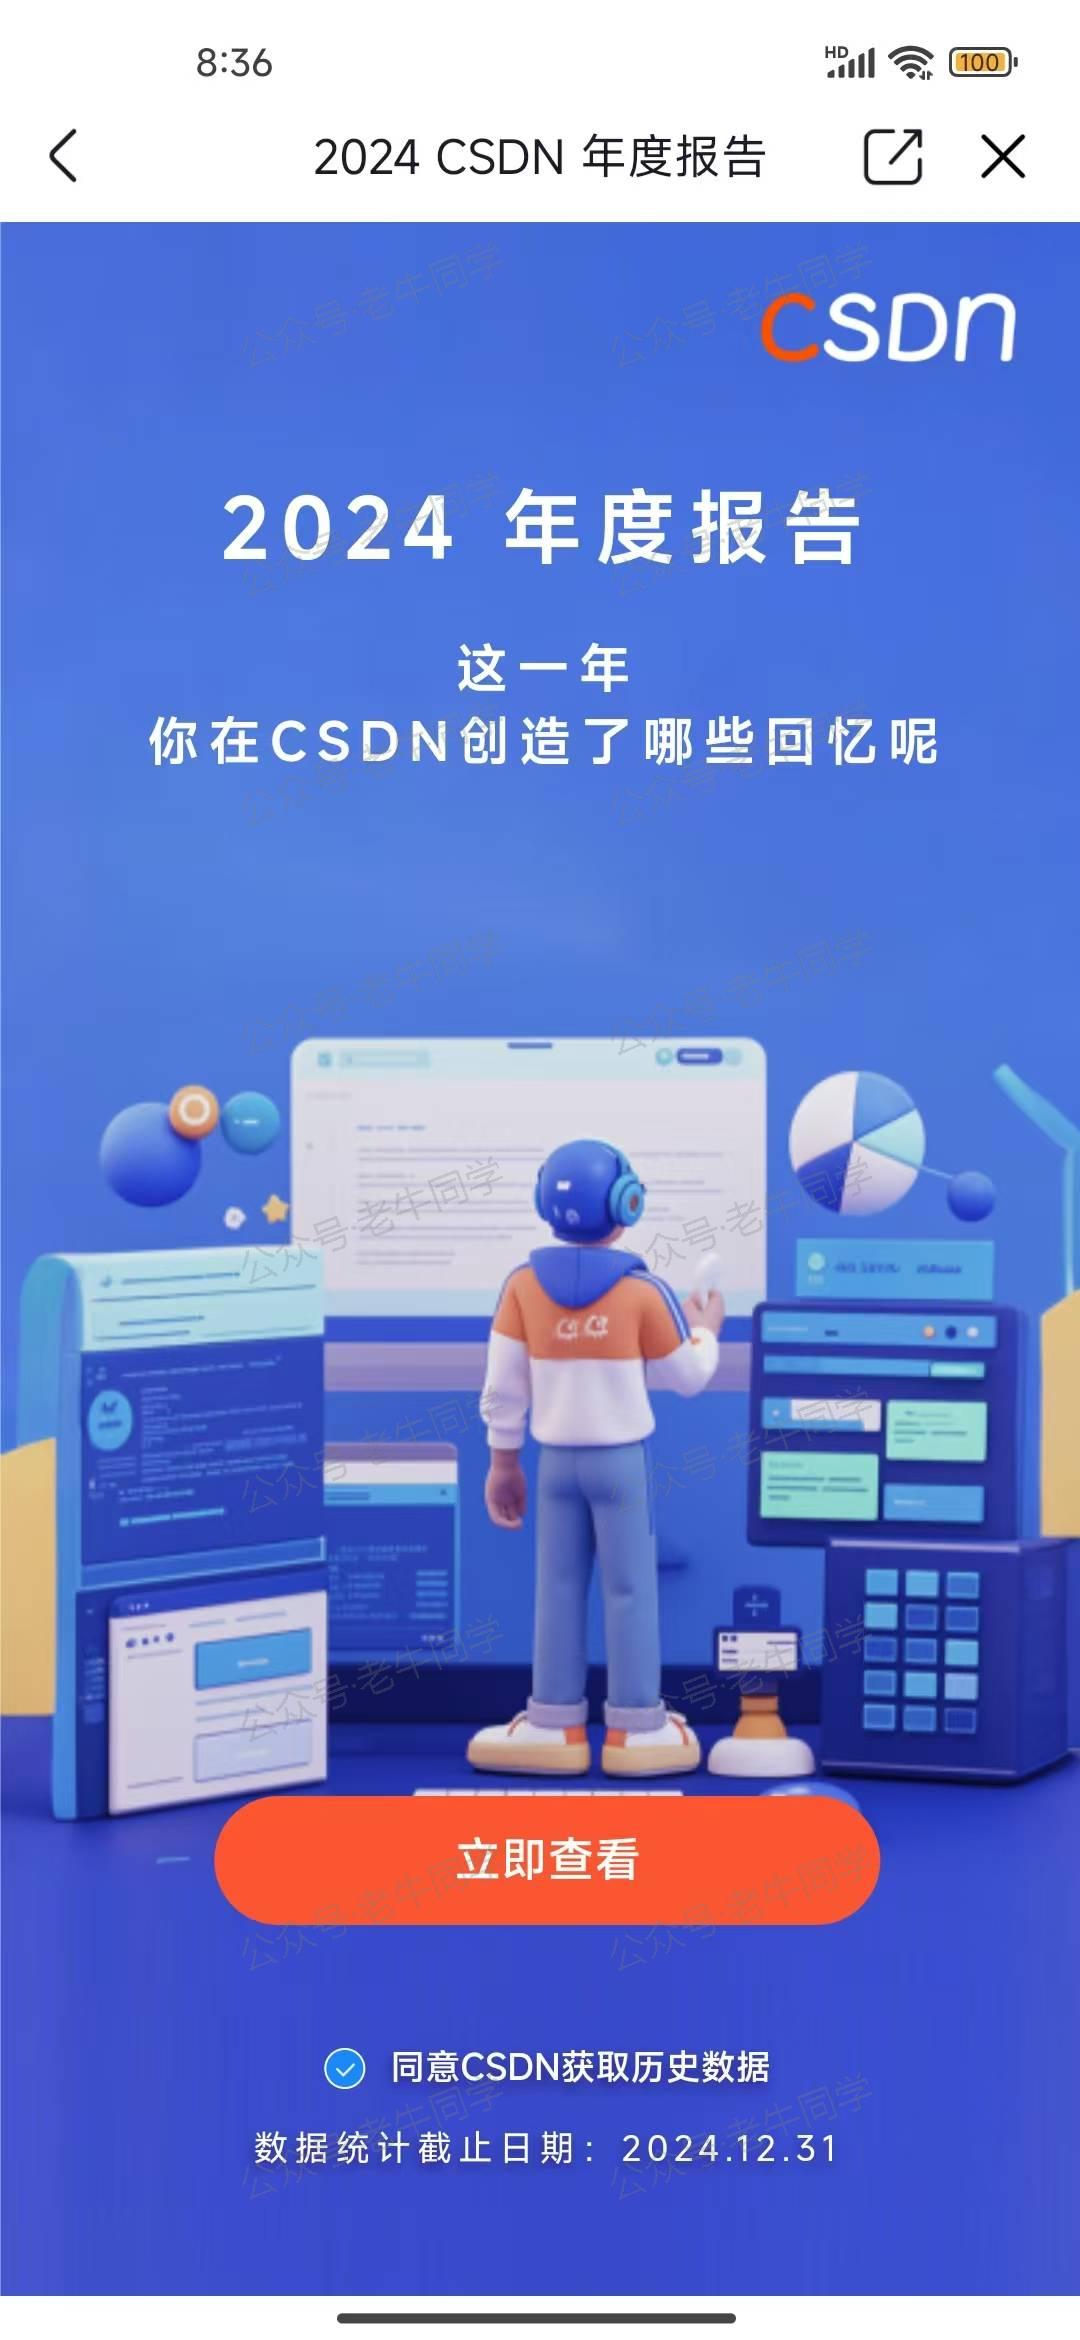 8:36
HD
100
2024 CSDN 年度报告
CSDN
2024 年度报告
这一年
你在CSDN创造了哪些回忆呢
立即查看
同意CSDN获取历史数据
数据统计截止日期：2024.12.31
公众号·老牛同学